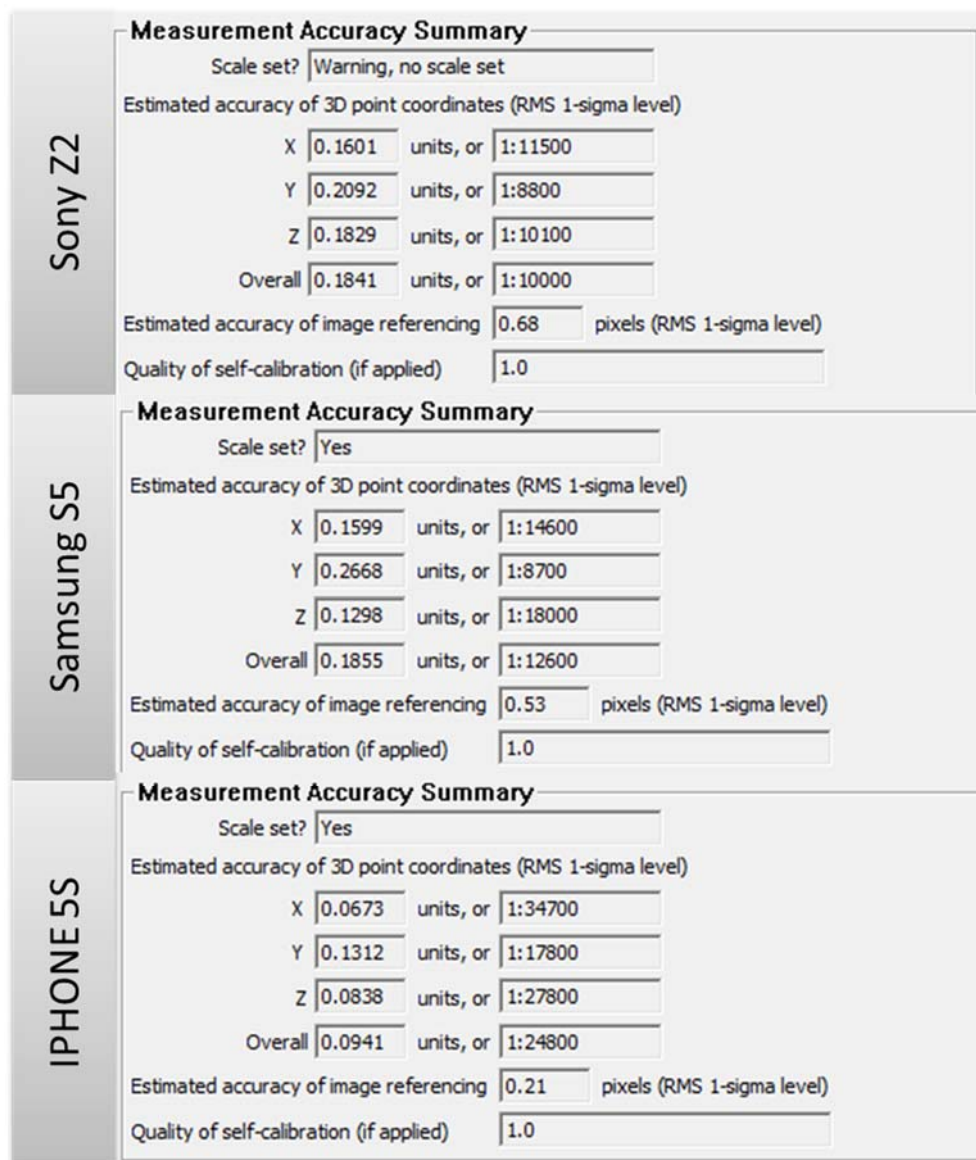 Sony Z2
Measurement Accuracy Summary
Scale set? Warning, no scale set
Estimated accuracy of 3D point coordinates (RMS 1-sigma level)
X 0.1601 units, or 1:11500
Y 0.2092 units, or 1:8800
Z 0.1829 units, or 1:10100
Overall 0.1841 units, or 1:10000
Estimated accuracy of image referencing 0.68 pixels (RMS 1-sigma level)
Quality of self-calibration (if applied) 1.0
Samsung S5
Measurement Accuracy Summary
Scale set? Yes
Estimated accuracy of 3D point coordinates (RMS 1-sigma level)
X 0.1599 units, or 1:14600
Y 0.2668 units, or 1:8700
Z 0.1298 units, or 1:18000
Overall 0.1855 units, or 1:12600
Estimated accuracy of image referencing 0.53 pixels (RMS 1-sigma level)
Quality of self-calibration (if applied) 1.0
IPHONE 5S
Measurement Accuracy Summary
Scale set? Yes
Estimated accuracy of 3D point coordinates (RMS 1-sigma level)
X 0.0673 units, or 1:34700
Y 0.1312 units, or 1:17800
Z 0.0838 units, or 1:27800
Overall 0.0941 units, or 1:24800
Estimated accuracy of image referencing 0.21 pixels (RMS 1-sigma level)
Quality of self-calibration (if applied) 1.0